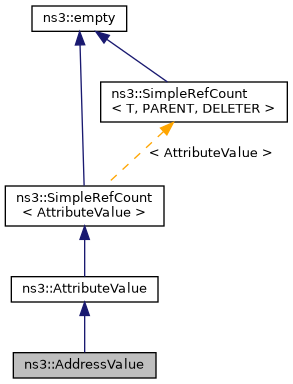 ns3::empty
ns3::SimpleRefCount
< T, PARENT, DELETER >
< AttributeValue >
ns3::SimpleRefCount
< AttributeValue >
ns3::AttributeValue
ns3::AddressValue